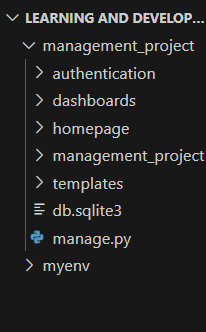 LEARNING AND DEVELOP...
management_project
authentication
dashboards
homepage
management_project
templates
db.sqlite3
manage.py
myenv